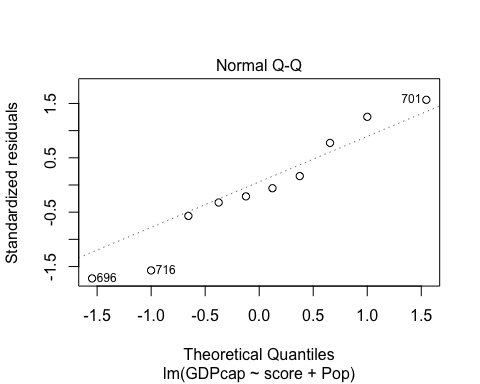 Normal Q-Q
Standardized residuals
1.5
0.5
-0.5
-1.5
701
716
696
-1.5 -1.0 -0.5 0.0 0.5 1.0 1.5
Theoretical Quantiles
lm(GDPcap ~ score + Pop)